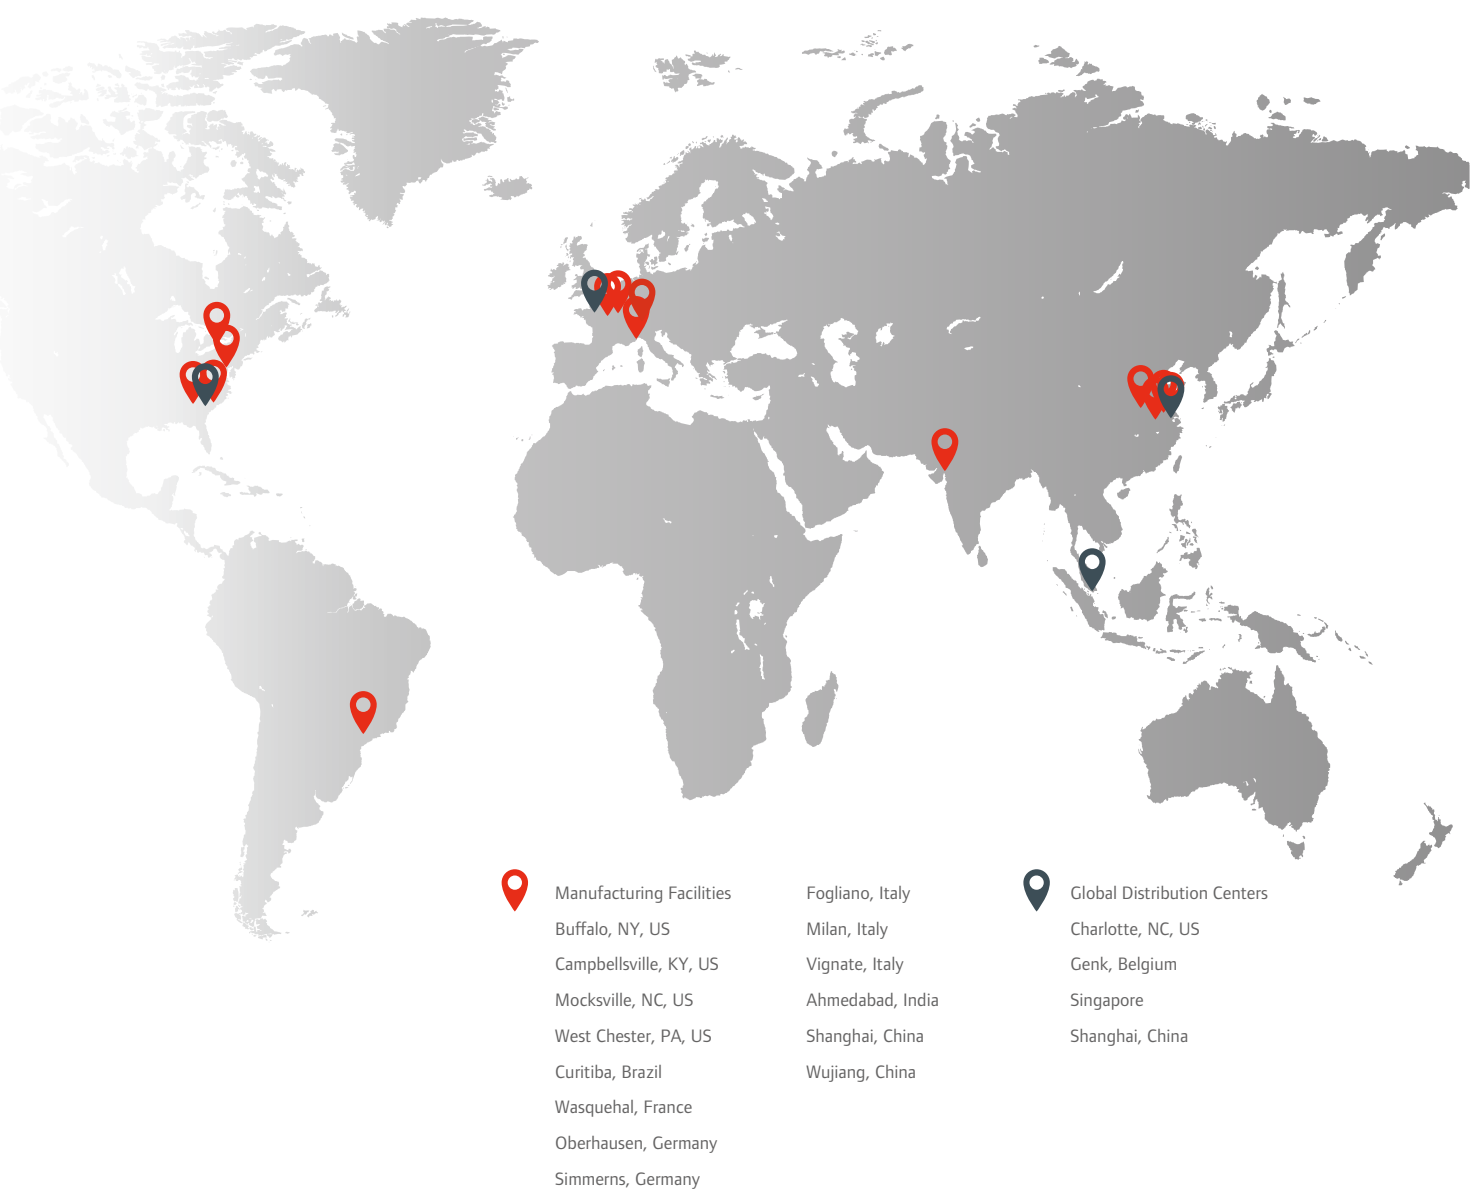 Manufacturing Facilities
Buffalo, NY, US
Campbellsville, KY, US
Mocksville, NC, US
West Chester, PA, US
Curitiba, Brazil
Wasquehal, France
Oberhausen, Germany
Simmerns, Germany
Fogliano, Italy
Milan, Italy
Vignate, Italy
Ahmedabad, India
Shanghai, China
Wujiang, China
Global Distribution Centers
Charlotte, NC, US
Genk, Belgium
Singapore
Shanghai, China